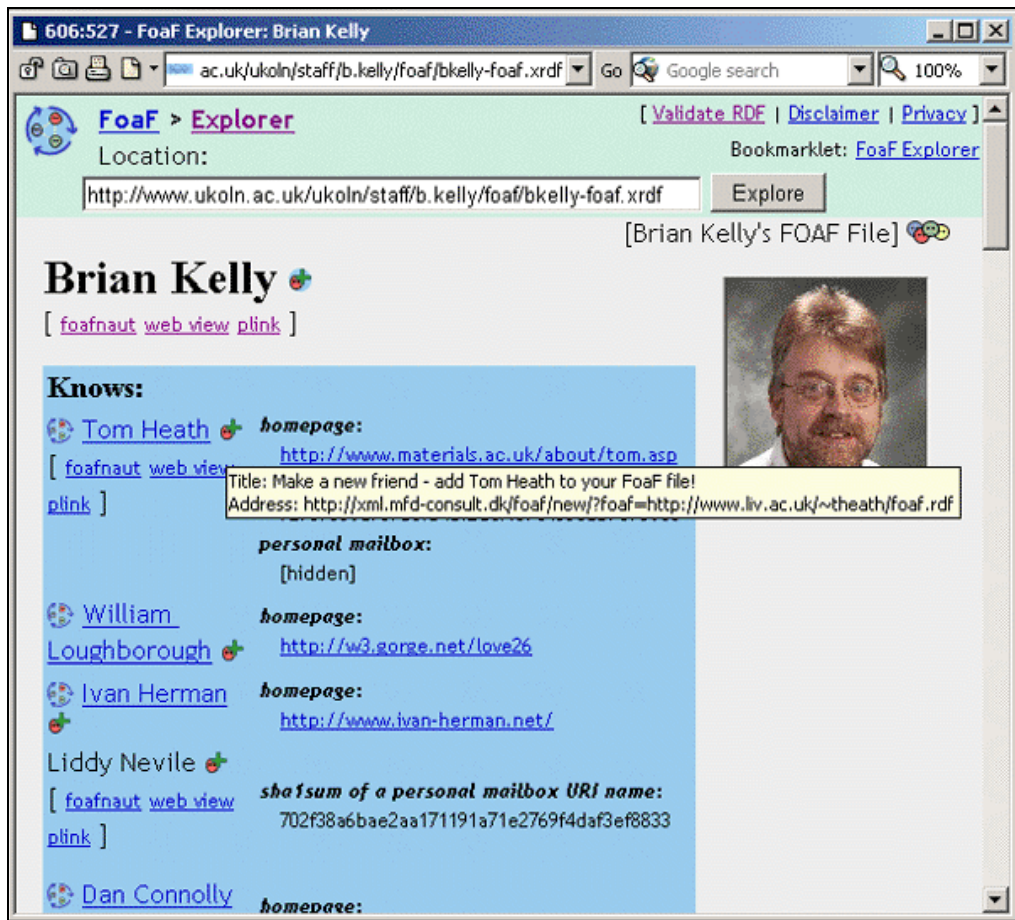 606:527 - FoaF Explorer: Brian Kelly
ac.uk/ukoln/staff/b.kelly/foaf/bkelly-foaf.xrdf Go Google search 100%
FoaF > Explorer
[ Validate RDF | Disclaimer | Privacy ]
Location:
Bookmarklet: FoaF Explorer
http://www.ukoln.ac.uk/ukoln/staff/b.kelly/foaf/bkelly-foaf.xrdf Explore
[Brian Kelly's FOAF File]
Brian Kelly
[ foafnaut web view plink ]
Knows:
Tom Heath
[ foafnaut web view
plink ]
homepage:
http://www.materials.ac.uk/about/tom.asp
Title: Make a new friend - add Tom Heath to your FoaF file!
Address: http://xml.mfd-consult.dk/foaf/new/?foaf=http://www.liv.ac.uk/~theath/foaf.rdf
personal mailbox:
[hidden]
William
Loughborough
homepage:
http://w3.gorge.net/love26
Ivan Herman
homepage:
http://www.ivan-herman.net/
Liddy Nevile
[ foafnaut web view
plink ]
sha1sum of a personal mailbox URI name:
702f38a6bae2aa171191a71e2769f4daf3ef8833
Dan Connolly
homepage: